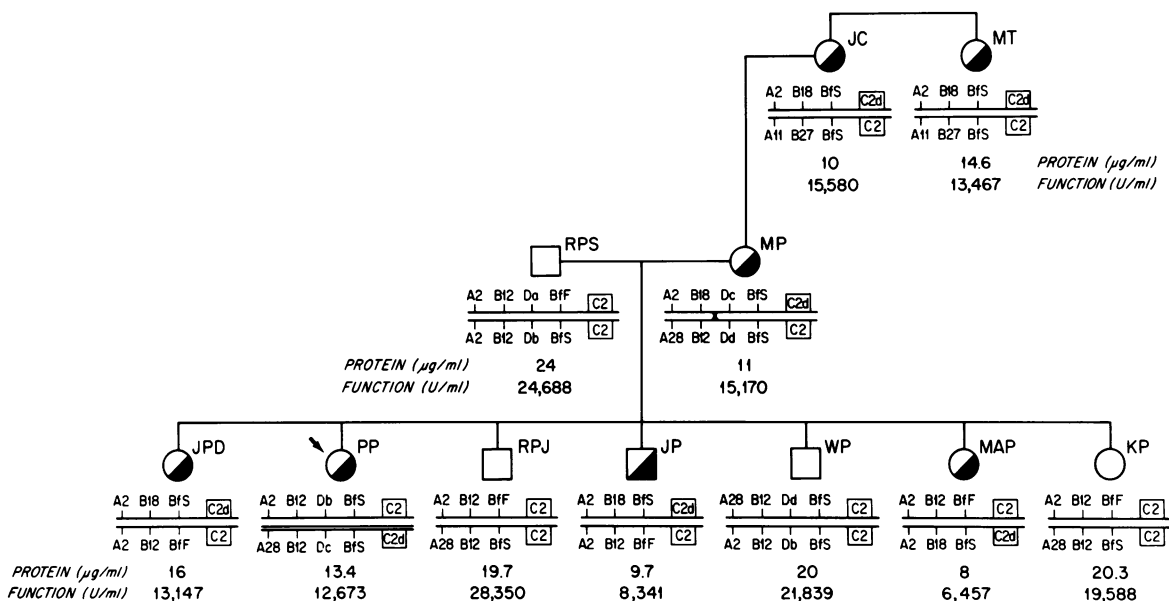 JC MT
A2 B18 BfS C2d A2 B18 BfS C2d
A11 B27 BfS C2 A11 B27 BfS C2
10 14.6 PROTEIN (µg/ml)
15,580 13,467 FUNCTION (U/ml)
RPS MP
A2 B12 Da BfF C2 A2 B18 Dc BfS C2d
A2 B12 Db BfS C2 A28 B12 Dd BfS C2
PROTEIN (µg/ml) 24 11
FUNCTION (U/ml) 24,688 15,170
JPD PP RPJ JP WP MAP KP
A2 B18 BfS C2d A2 B12 Db BfS C2 A2 B12 BfF C2 A2 B18 BfS C2d A28 B12 Dd BfS C2 A2 B12 BfF C2 A2 B12 BfF C2
A2 B12 BfF C2 A28 B12 Dc BfS C2d A28 B12 BfS C2 A2 B12 BfF C2 A2 B12 Db BfS C2 A2 B18 BfS C2d A28 B12 BfS C2
PROTEIN (µg/ml) 16 13.4 19.7 9.7 20 8 20.3
FUNCTION (U/ml) 13,147 12,673 28,350 8,341 21,839 6,457 19,588